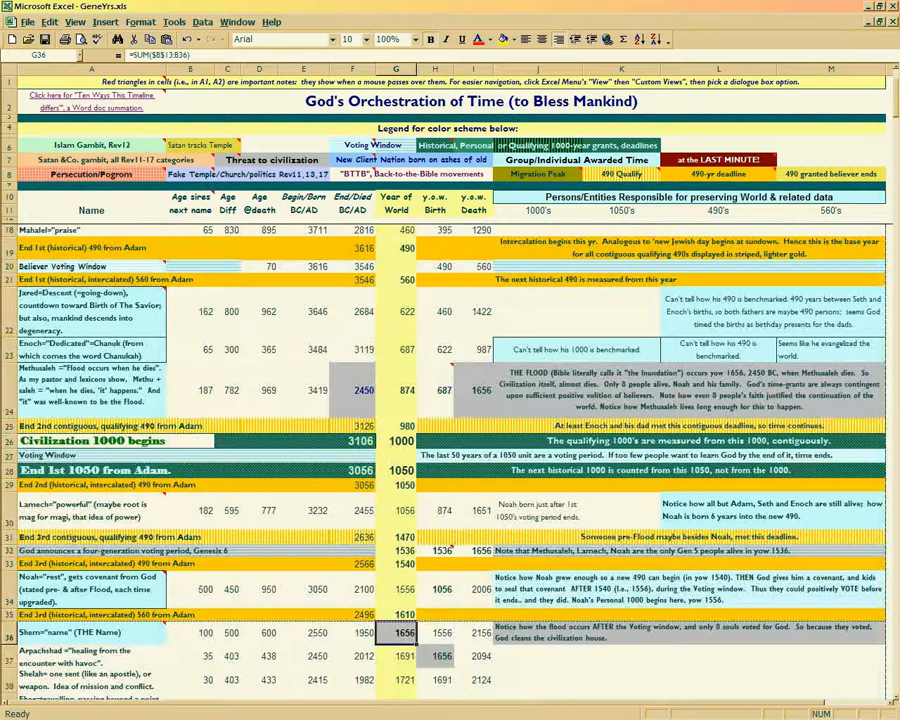 Microsoft Excel - GeneYrs.xls
File Edit View Insert Format Tools Data Window Help
Arial 10 100% B I U A
G36 = =SUM($B$13:B36)
A B C D E F G H I J K L M
1 Red triangles in cells (i.e., in A1, A2) are important notes: they show when a mouse passes over them. For easier navigation, click Excel Menu's "View" then "Custom Views", then pick a dialogue box option.
Click here for "Ten Ways This Timeline
2 differs", a Word doc summation. God's Orchestration of Time (to Bless Mankind)
3
4 Legend for color scheme below:
6 Islam Gambit, Rev12 Satan tracks Temple Voting Window Historical, Personal or Qualifying 1000-year grants, deadlines
7 Satan &Co. gambit, all Rev11-17 categories Threat to civilization New Client Nation born on ashes of old Group/Individual Awarded Time at the LAST MINUTE!
8 Persecution/Pogrom Fake Temple/Church/politics Rev11,13,17 "BTTB", Back-to-the-Bible movements Migration Peak 490 Qualify 490-yr deadline 490 granted believer ends
10 Age sires Age Age Begin/Born End/Died Year of y.o.w. y.o.w. Persons/Entities Responsible for preserving World & related data
11 Name next name Diff @death BC/AD BC/AD World Birth Death 1000's 1050's 490's 560's
18 Mahalel="praise" 65 830 895 3711 2816 460 395 1290
19 End 1st (historical) 490 from Adam 3616 490 Intercalation begins this yr. Analogous to 'new Jewish day begins at sundown. Hence this is the base year
for all contiguous qualifying 490s displayed in striped, lighter gold.
20 Believer Voting Window 70 3616 3546 490 560
21 End 1st (historical, intercalated) 560 from Adam 3546 560 The next historical 490 is measured from this year
Jared=Descent (=going-down),
countdown toward Birth of The Savior;
but also, mankind descends into
degeneracy.
22 162 800 962 3646 2684 622 460 1422
Can't tell how his 490 is benchmarked. 490 years between Seth
and Enoch's births, so both fathers are maybe 490 persons; seems God
timed the births as birthday presents for the dads.
Enoch="Dedicated"=Chanuk (from
which comes the word Chanukah)
23 65 300 365 3484 3119 687 622 987 Can't tell how his 1000 is benchmarked. Can't tell how his 490 is
benchmarked. Seems like he evangelized the
world.
Methusaleh ="Flood occurs when he dies".
As my pastor and lexicons show, Methu +
saleh = "when he dies, 'it' happens." And
"it" was well-known to be the Flood.
24 187 782 969 3419 2450 874 687 1656
THE FLOOD (Bible literally calls it "the Inundation") occurs yow 1656, 2450 BC, when Methusaleh dies. So
Civilization itself, almost dies. Only 8 people alive, Noah and his family. God's time-grants are always contingent
upon sufficient positive volition of believers. Note how even 8 people's faith justified the continuation of the
world. Notice how Methusaleh lives long enough for this to happen.
25 End 2nd contiguous, qualifying 490 from Adam 3126 980 At least Enoch and his dad met this contiguous deadline, so time continues.
26 Civilization 1000 begins 3106 1000 The qualifying 1000's are measured from this 1000, contiguously.
27 Voting Window The last 50 years of a 1050 unit are a voting period. If too few people want to learn God by the end of it, time ends.
28 End 1st 1050 from Adam. 3056 1050 The next historical 1000 is counted from this 1050, not from the 1000.
29 End 2nd (historical) 490 from Adam 3056 1050
Lamech="powerful" (maybe root is
mag for magi, that idea of power)
30 182 595 777 3232 2455 1056 874 1651 Noah born just after 1st
1050's voting period ends.
Notice how all but Adam, Seth and Enoch are still alive; how
Noah is born 6 years into the new 490.
31 End 3rd contiguous, qualifying 490 from Adam 2636 1470 Someone pre-Flood maybe besides Noah, met this deadline.
32 God announces a four-generation voting period, Genesis 6 1536 1536 1656 Note that Methusaleh, Lamech, Noah are the only Gen 5 people alive in yow 1536.
33 End 3rd (historical) 490 from Adam 2566 1540
Noah="rest", gets covenant from God
(stated pre- & after Flood, each time
upgraded).
34 500 450 950 3050 2100 1556 1056 2006
Notice how Noah grew enough so a new 490 can begin (in yow 1540). THEN God gives him a covenant, and kids
to seal that covenant AFTER 1540 (I.e., 1556), during the Voting Window. Thus they could positively VOTE before
it ends.. and they did. Noah's Personal 1000 begins here, yow 1556.
35 End 3rd (historical, intercalated) 560 from Adam 2496 1610
36 Shem="name" (THE Name) 100 500 600 2550 1950 1656 1556 2156 Notice how the flood occurs AFTER the Voting window, and only 8 souls voted for God. So because they voted,
God cleans the civilization house.
Arpachshad ="healing from the
encounter with havoc".
37 35 403 438 2450 2012 1691 1656 2094
Shelah= one sent (like an apostle), or
weapon. Idea of mission and conflict.
38 30 403 433 2415 1982 1721 1691 2124
Ready NUM